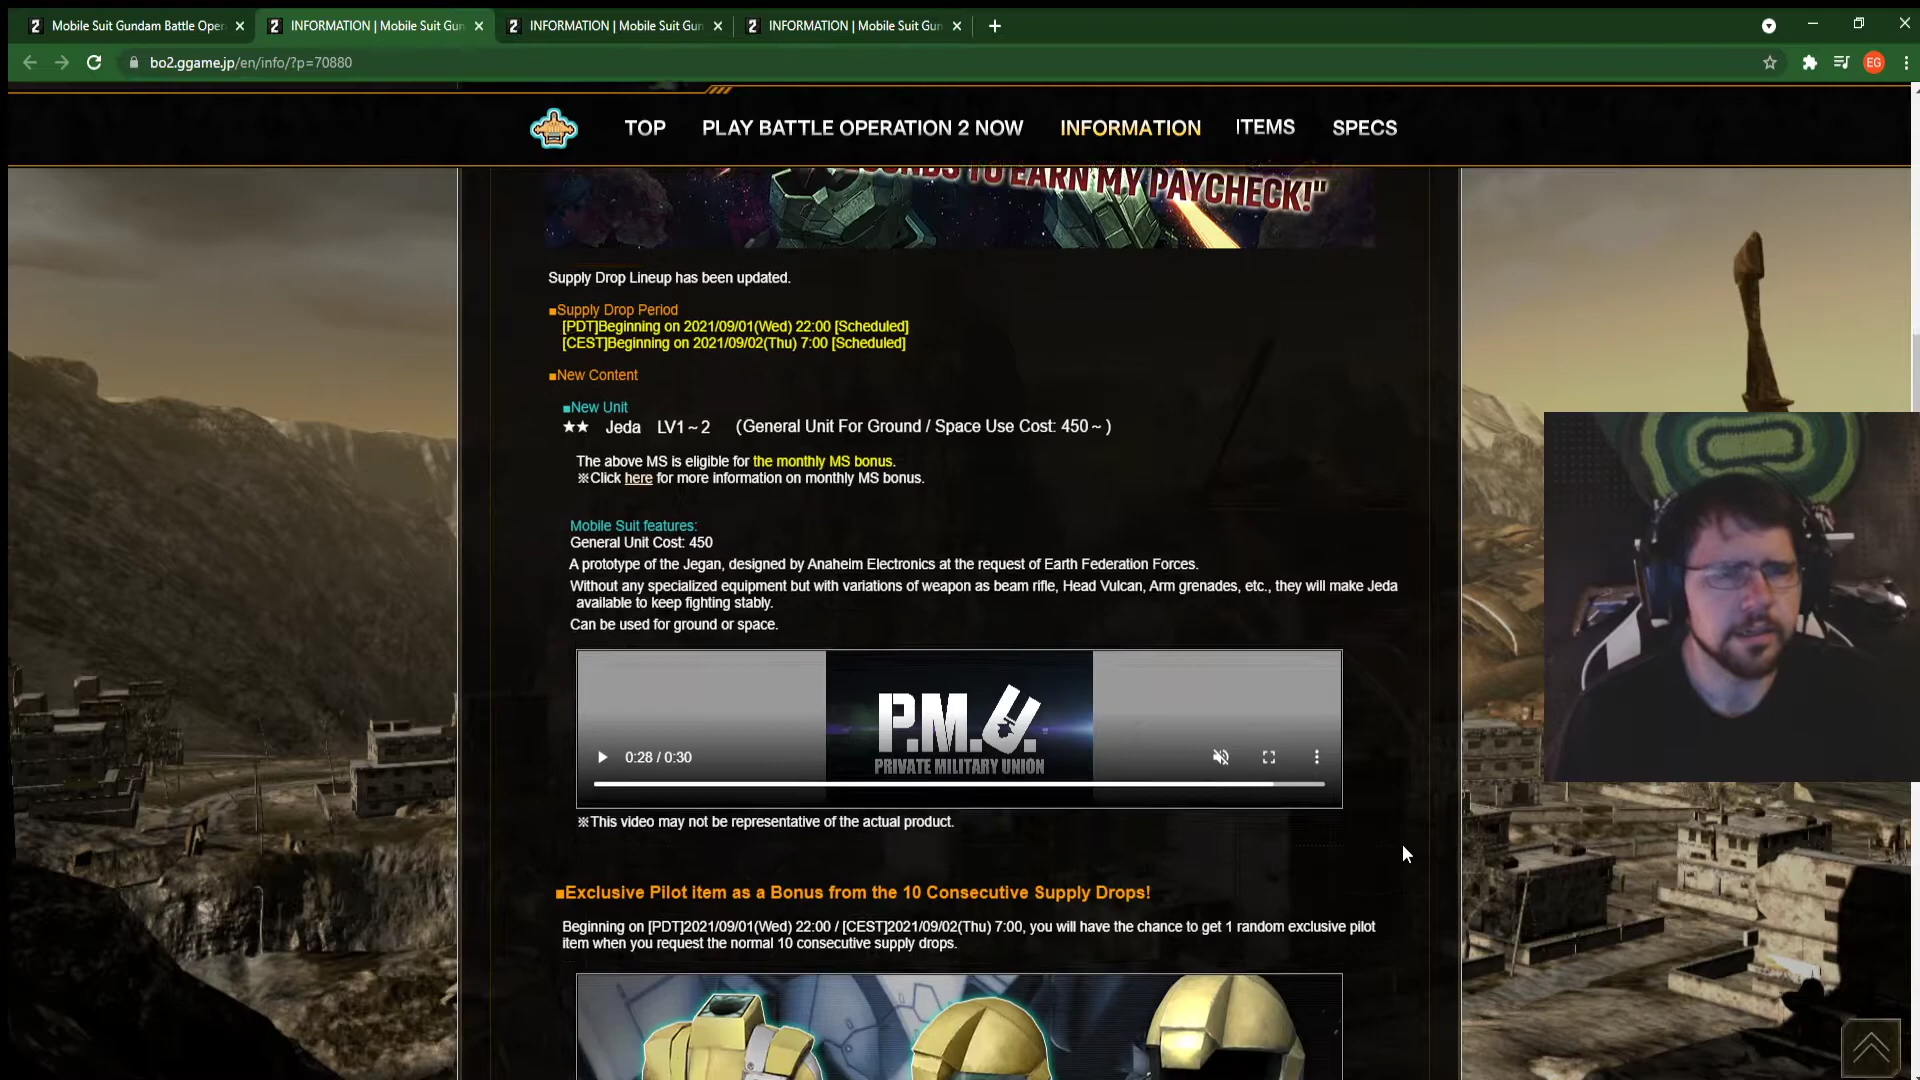 Mobile Suit Gundam Battle Oper
INFORMATION | Mobile Suit Gun
INFORMATION | Mobile Suit Gun
INFORMATION | Mobile Suit Gun
bo2.ggame.jp/en/info/?p=70880
EG
TOP
PLAY BATTLE OPERATION 2 NOW
INFORMATION
ITEMS
SPECS
TO EARN MY PAYCHECK!"
Supply Drop Lineup has been updated.
■Supply Drop Period
[PDT]Beginning on 2021/09/01(Wed) 22:00 [Scheduled]
[CEST]Beginning on 2021/09/02(Thu) 7:00 [Scheduled]
■New Content
■New Unit
★★ Jeda LV1～2 （General Unit For Ground / Space Use Cost: 450～)
The above MS is eligible for the monthly MS bonus.
※Click here for more information on monthly MS bonus.
Mobile Suit features:
General Unit Cost: 450
A prototype of the Jegan, designed by Anaheim Electronics at the request of Earth Federation Forces.
Without any specialized equipment but with variations of weapon as beam rifle, Head Vulcan, Arm grenades, etc., they will make Jeda
available to keep fighting stably.
Can be used for ground or space.
P.M.U.
PRIVATE MILITARY UNION
0:28 / 0:30
※This video may not be representative of the actual product.
■Exclusive Pilot item as a Bonus from the 10 Consecutive Supply Drops!
Beginning on [PDT]2021/09/01(Wed) 22:00 / [CEST]2021/09/02(Thu) 7:00, you will have the chance to get 1 random exclusive pilot
item when you request the normal 10 consecutive supply drops.